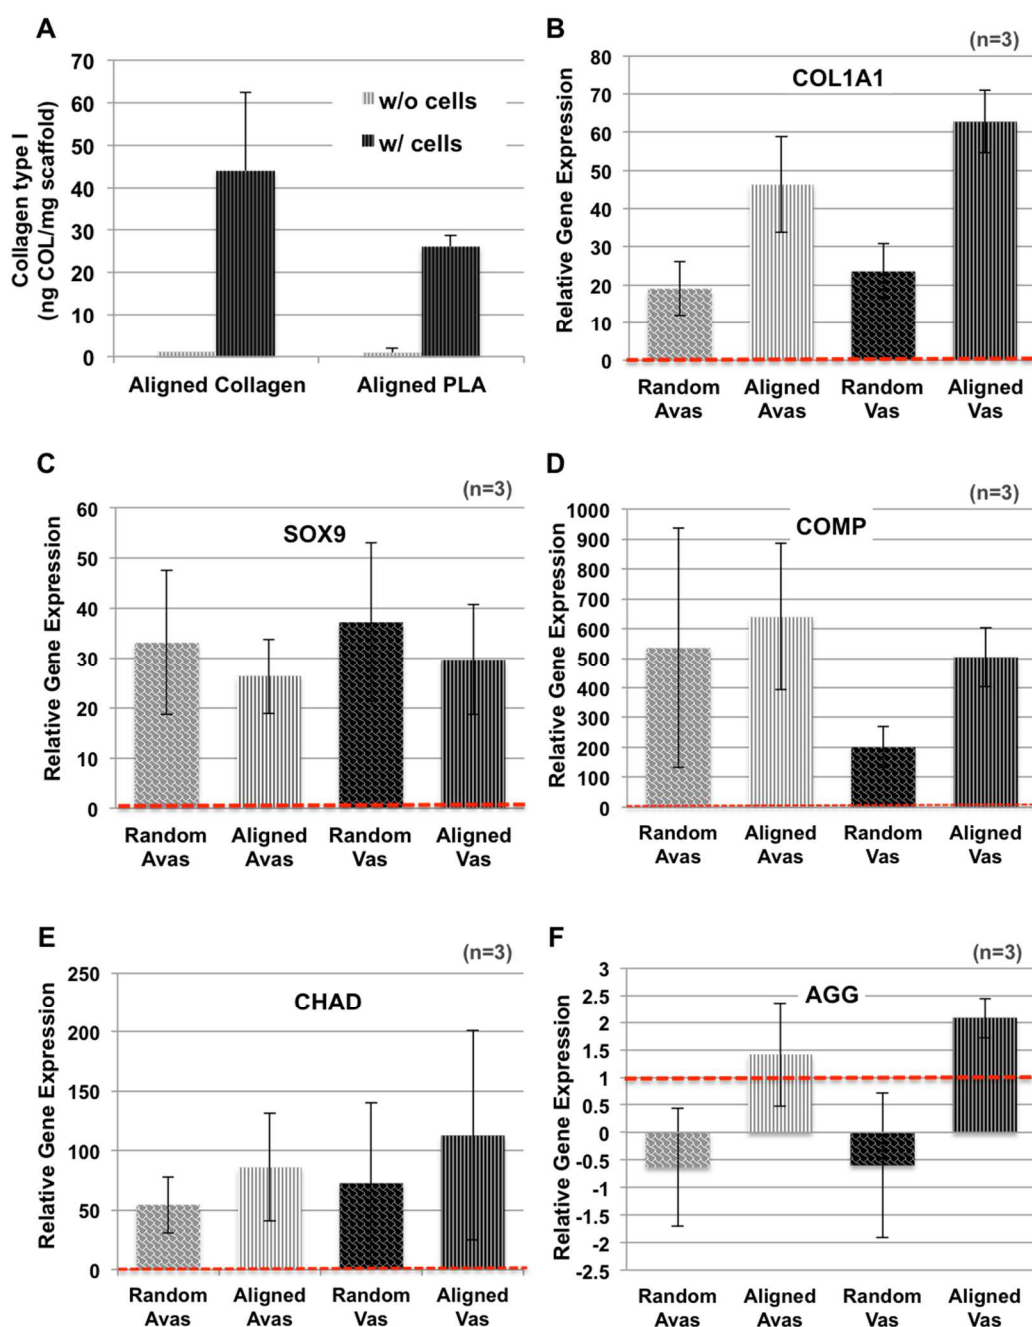 A
Collagen type I
(ng COL/mg scaffold)
70
60
50
40
30
20
10
0
w/o cells
w/ cells
Aligned Collagen
Aligned PLA
B
(n=3)
COL1A1
Relative Gene Expression
80
70
60
50
40
30
20
10
0
Random
Avas
Aligned
Avas
Random
Vas
Aligned
Vas
C
(n=3)
SOX9
Relative Gene Expression
60
50
40
30
20
10
0
Random
Avas
Aligned
Avas
Random
Vas
Aligned
Vas
D
(n=3)
COMP
Relative Gene Expression
1000
900
800
700
600
500
400
300
200
100
0
Random
Avas
Aligned
Avas
Random
Vas
Aligned
Vas
E
(n=3)
CHAD
Relative Gene Expression
250
200
150
100
50
0
Random
Avas
Aligned
Avas
Random
Vas
Aligned
Vas
F
(n=3)
AGG
Relative Gene Expression
3
2.5
2
1.5
1
0.5
0
-0.5
-1
-1.5
-2
-2.5
Random
Avas
Aligned
Avas
Random
Vas
Aligned
Vas